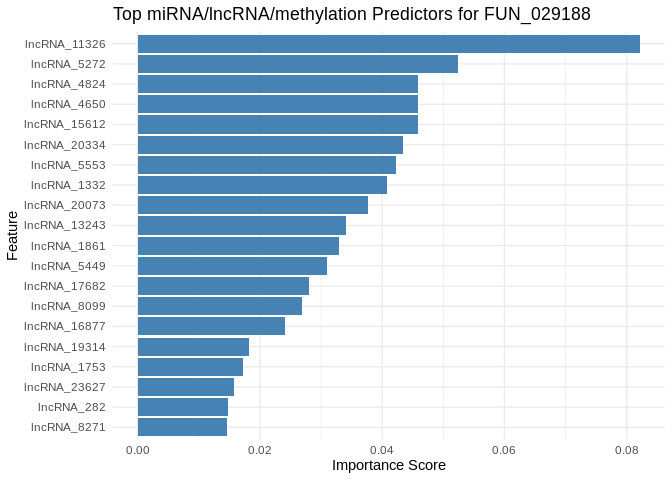 Top miRNA/lncRNA/methylation Predictors for FUN_029188
lncRNA_11326
lncRNA_5272
lncRNA_4824
lncRNA_4650
lncRNA_15612
lncRNA_20334
lncRNA_5553
lncRNA_1332
lncRNA_20073
lncRNA_13243
lncRNA_1861
lncRNA_5449
lncRNA_17682
lncRNA_8099
lncRNA_16877
lncRNA_19314
lncRNA_1753
lncRNA_23627
lncRNA_282
lncRNA_8271
Feature
0.00 0.02 0.04 0.06 0.08
Importance Score